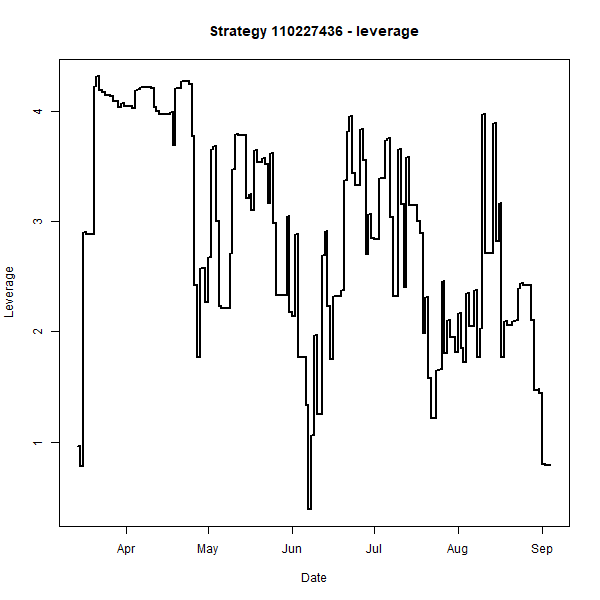 Strategy 110227436 - leverage
Leverage
4
3
2
1
Apr May Jun Jul Aug Sep
Date